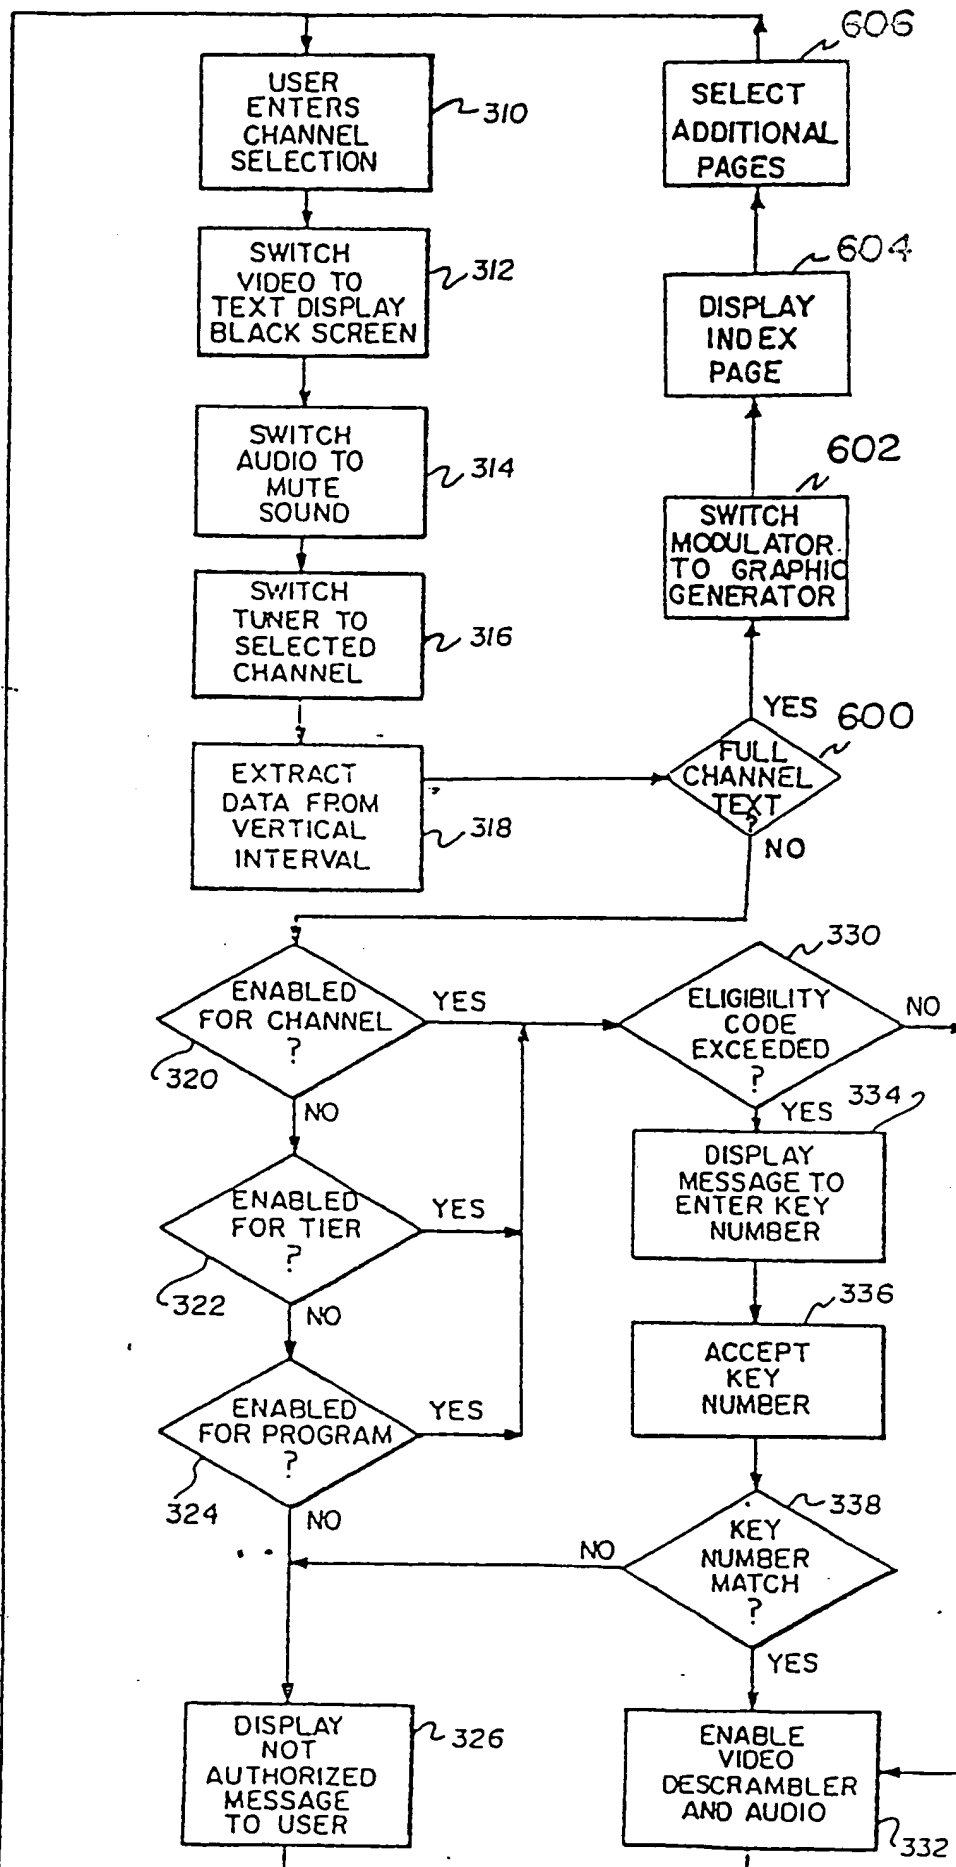 USER
ENTERS
CHANNEL
SELECTION
310
SWITCH
VIDEO TO
TEXT DISPLAY
BLACK SCREEN
312
SWITCH
AUDIO TO
MUTE
SOUND
314
SWITCH
TUNER TO
SELECTED
CHANNEL
316
EXTRACT
DATA FROM
VERTICAL
INTERVAL
318
606
SELECT
ADDITIONAL
PAGES
604
DISPLAY
INDEX
PAGE
602
SWITCH
MODULATOR
TO GRAPHIC
GENERATOR
YES
600
FULL
CHANNEL
TEXT
?
NO
ENABLED
FOR CHANNEL
?
320
YES
NO
ENABLED
FOR TIER
?
322
YES
NO
ENABLED
FOR PROGRAM
?
324
YES
NO
DISPLAY
NOT
AUTHORIZED
MESSAGE
TO USER
326
330
ELIGIBILITY
CODE
EXCEEDED
?
NO
YES
334
DISPLAY
MESSAGE TO
ENTER KEY
NUMBER
336
ACCEPT
KEY
NUMBER
338
KEY
NUMBER
MATCH
?
NO
YES
ENABLE
VIDEO
DESCRAMBLER
AND AUDIO
332